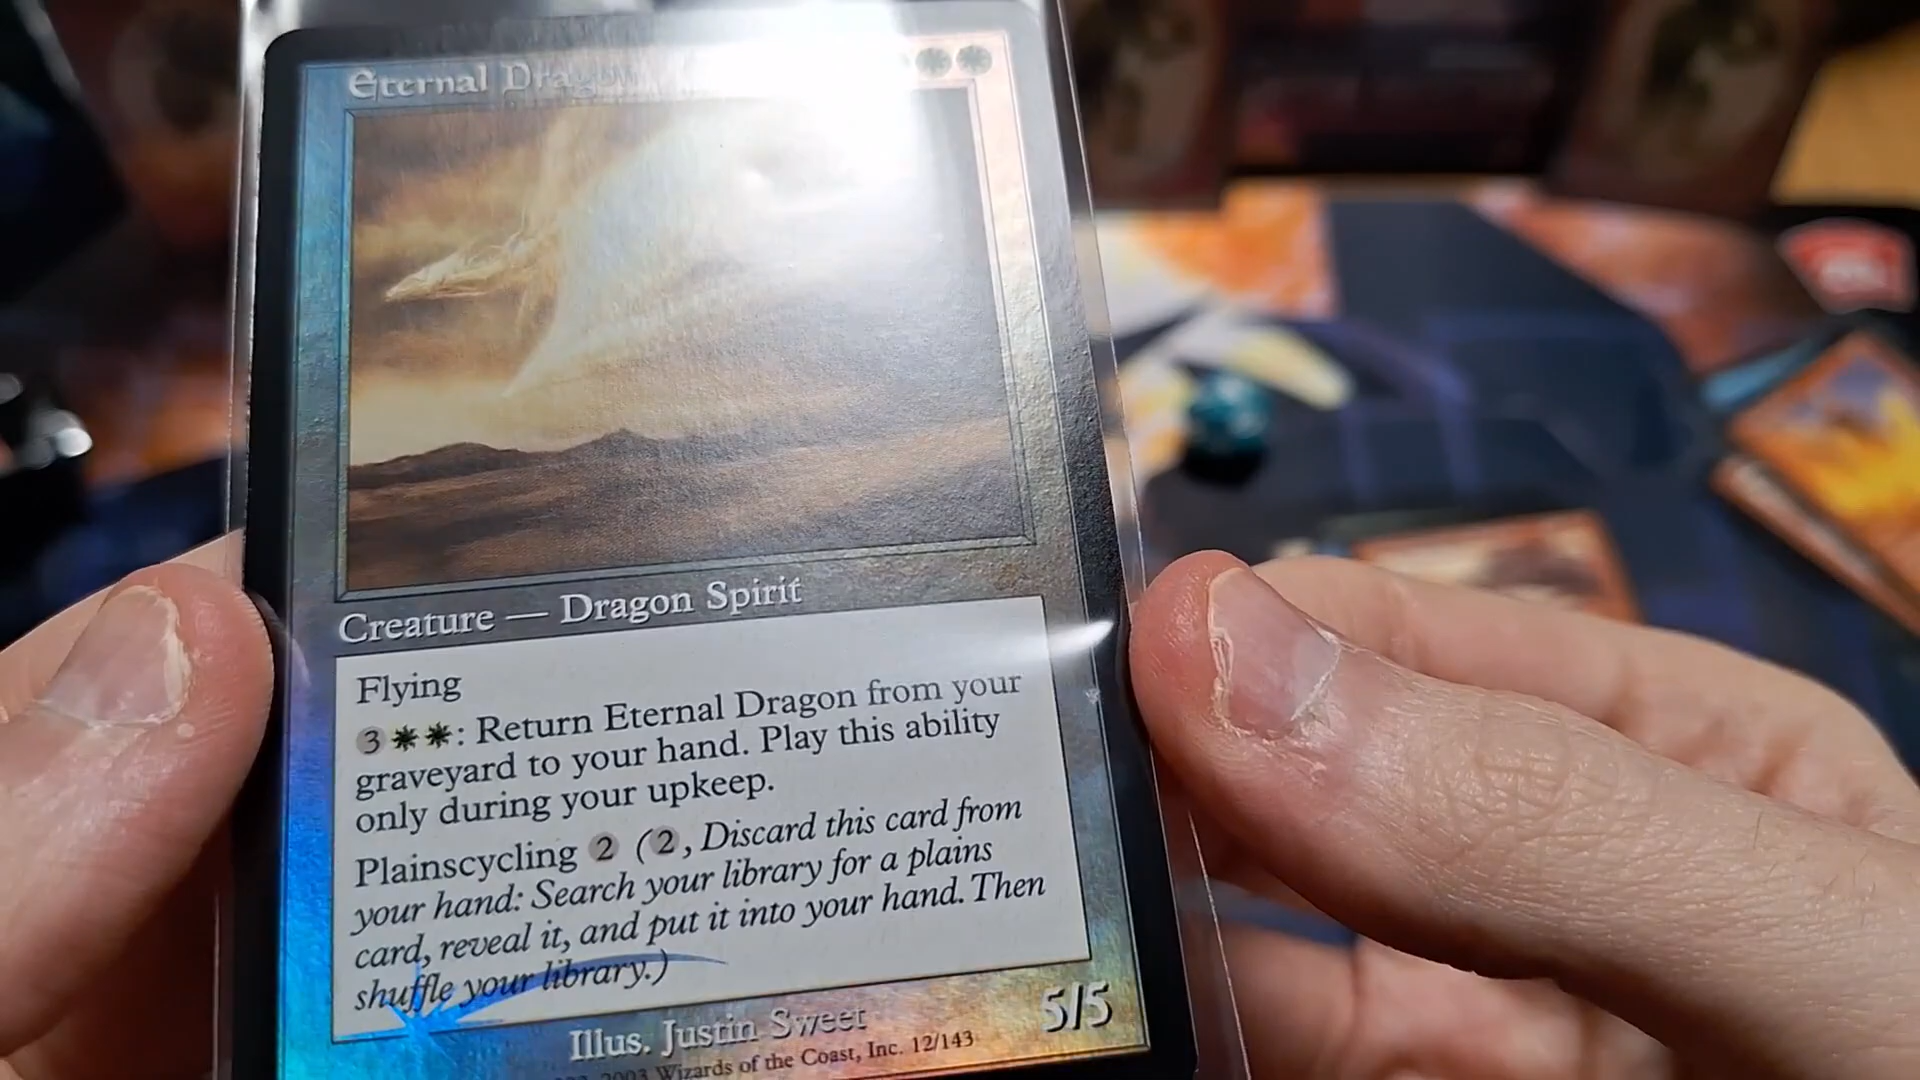 Eternal Dragon
Creature — Dragon Spirit
Flying
3: Return Eternal Dragon from your
graveyard to your hand. Play this ability
only during your upkeep.
Plainscycling 2 (2, Discard this card from
your hand: Search your library for a plains
card, reveal it, and put it into your hand. Then
shuffle your library.)
5/5
Illus. Justin Sweet
2003 Wizards of the Coast, Inc. 12/143